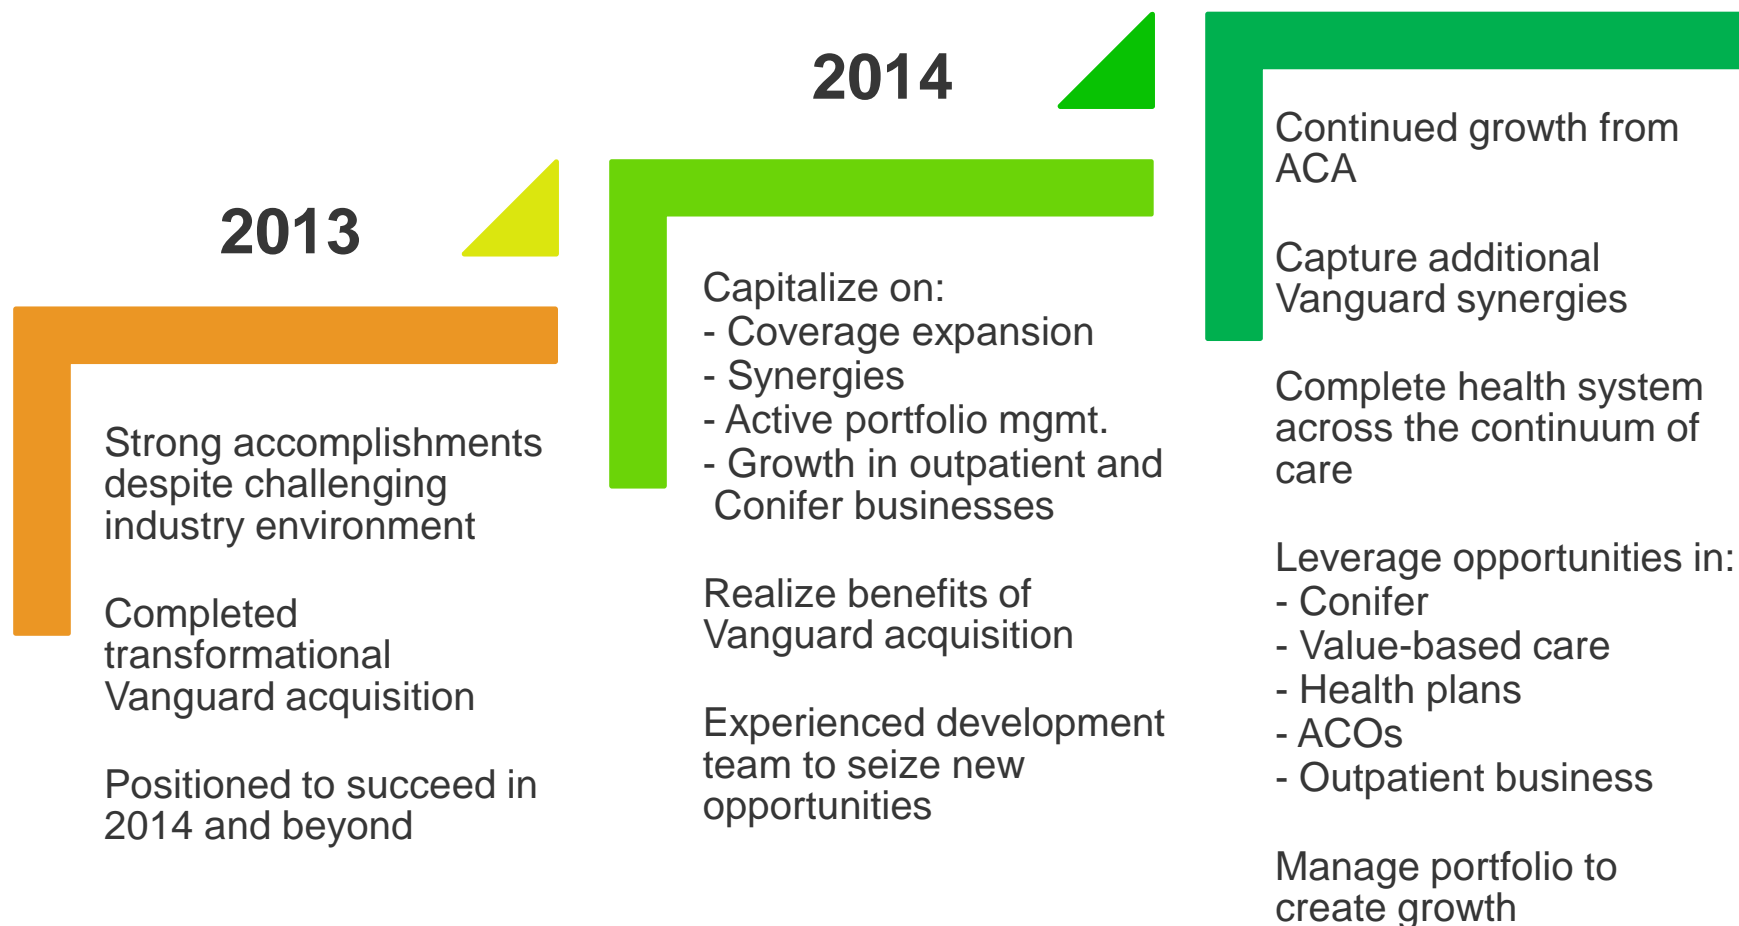 2013
Strong accomplishments
despite challenging
industry environment
Completed
transformational
Vanguard acquisition
Positioned to succeed in
2014 and beyond
2014
Capitalize on:
- Coverage expansion
- Synergies
- Active portfolio mgmt.
- Growth in outpatient and
Conifer businesses
Realize benefits of
Vanguard acquisition
Experienced development
team to seize new
opportunities
Continued growth from
ACA
Capture additional
Vanguard synergies
Complete health system
across the continuum of
care
Leverage opportunities in:
- Conifer
- Value-based care
- Health plans
- ACOs
- Outpatient business
Manage portfolio to
create growth